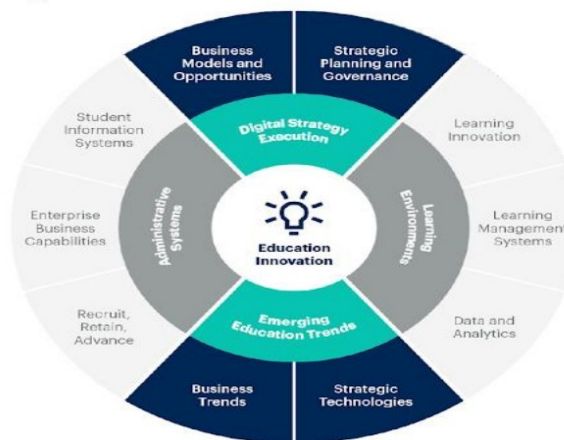 Business
Models and
Opportunities
Strategic
Planning and
Governance
Digital Strategy
Execution
Student
Information
Systems
Learning
Innovation
Enterprise
Business
Capabilities
Administrative
Systems
Education
Innovation
Learning
Environments
Learning
Management
Systems
Recruit,
Retain,
Advance
Emerging
Education Trends
Data and
Analytics
Business
Trends
Strategic
Technologies